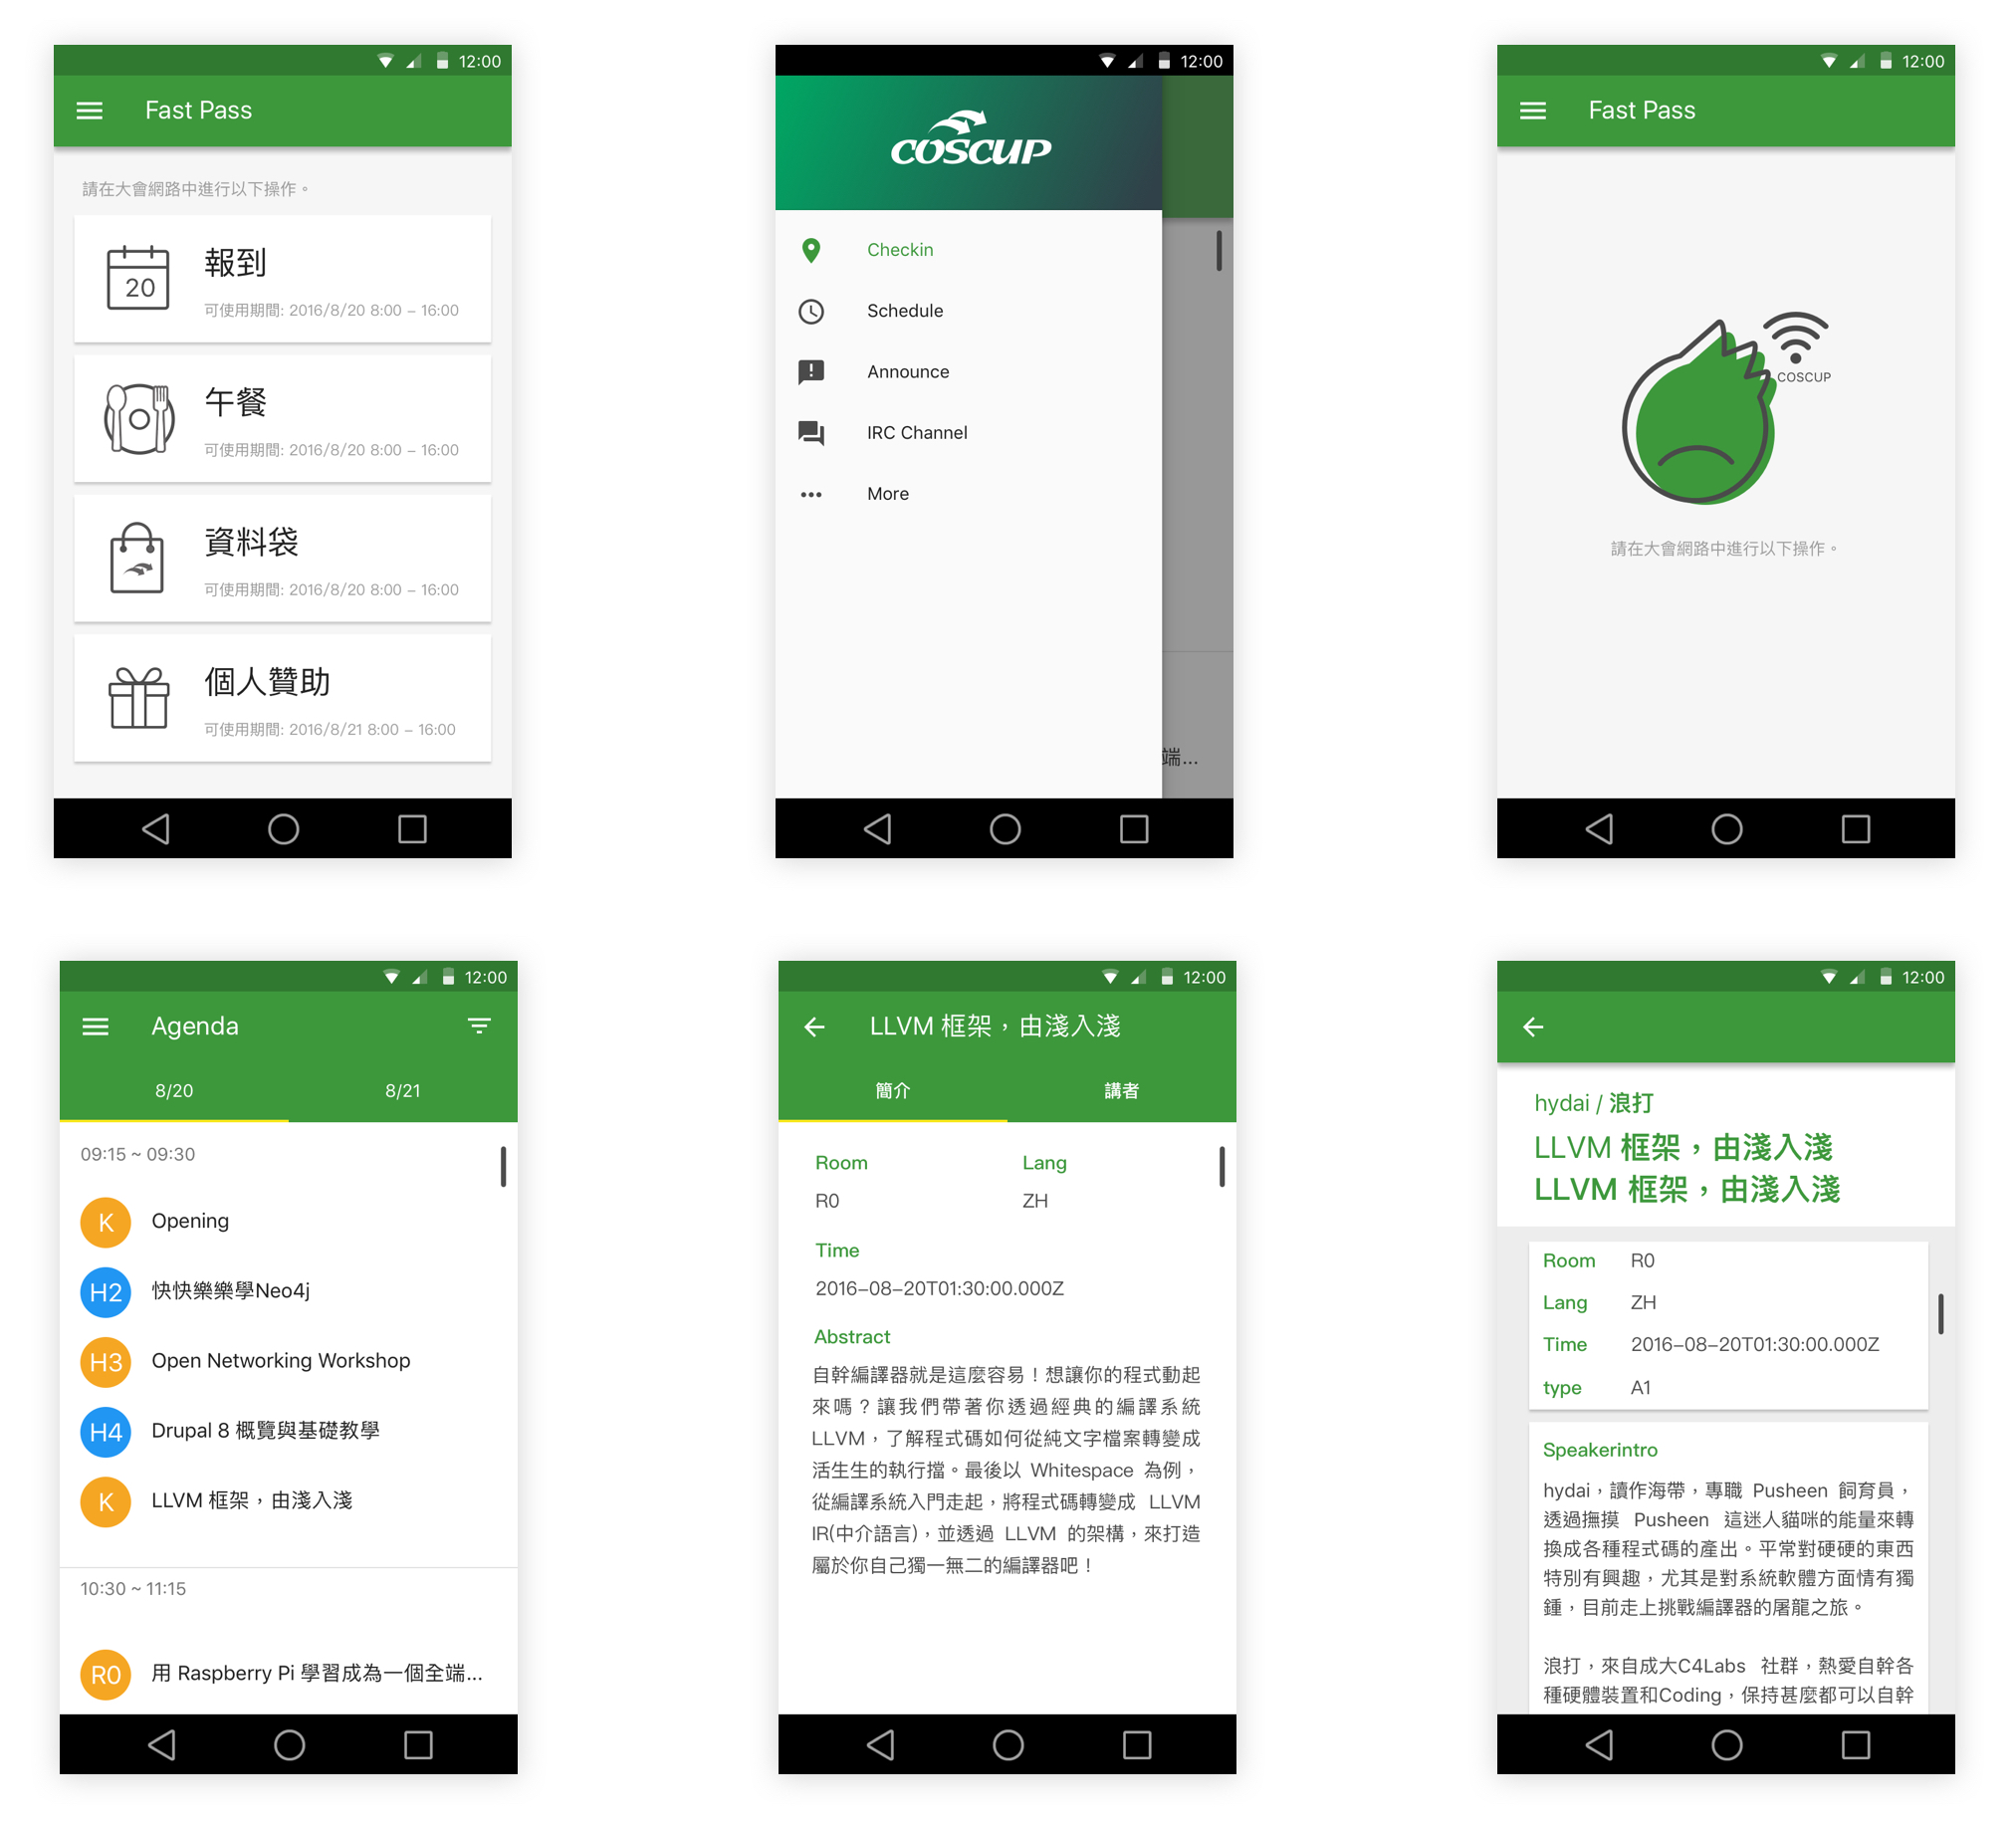 12:00
Fast Pass
請在大會網路中進行以下操作。
20
報到
可使用期間: 2016/8/20 8:00 – 16:00
午餐
可使用期間: 2016/8/20 8:00 – 16:00
資料袋
可使用期間: 2016/8/20 8:00 – 16:00
個人贊助
可使用期間: 2016/8/21 8:00 – 16:00
12:00
COSCUP
Checkin
Schedule
Announce
IRC Channel
More
端...
12:00
Fast Pass
COSCUP
請在大會網路中進行以下操作。
12:00
Agenda
8/20 8/21
09:15 ~ 09:30
K Opening
H2 快快樂樂學Neo4j
H3 Open Networking Workshop
H4 Drupal 8 概覽與基礎教學
K LLVM 框架，由淺入淺
10:30 ~ 11:15
R0 用 Raspberry Pi 學習成為一個全端...
12:00
LLVM 框架，由淺入淺
簡介 講者
Room Lang
R0 ZH
Time
2016–08–20T01:30:00.000Z
Abstract
自幹編譯器就是這麼容易！想讓你的程式動起
來嗎？讓我們帶著你透過經典的編譯系統
LLVM，了解程式碼如何從純文字檔案轉變成
活生生的執行擋。最後以 Whitespace 為例，
從編譯系統入門走起，將程式碼轉變成 LLVM
IR(中介語言)，並透過 LLVM 的架構，來打造
屬於你自己獨一無二的編譯器吧！
12:00
hydai / 浪打
LLVM 框架，由淺入淺
LLVM 框架，由淺入淺
Room R0
Lang ZH
Time 2016–08–20T01:30:00.000Z
type A1
Speakerintro
hydai，讀作海帶，專職 Pusheen 飼育員，
透過撫摸 Pusheen 這迷人貓咪的能量來轉
換成各種程式碼的產出。平常對硬硬的東西
特別有興趣，尤其是對系統軟體方面情有獨
鍾，目前走上挑戰編譯器的屠龍之旅。
浪打，來自成大C4Labs 社群，熱愛自幹各
種硬體裝置和Coding，保持甚麼都可以自幹